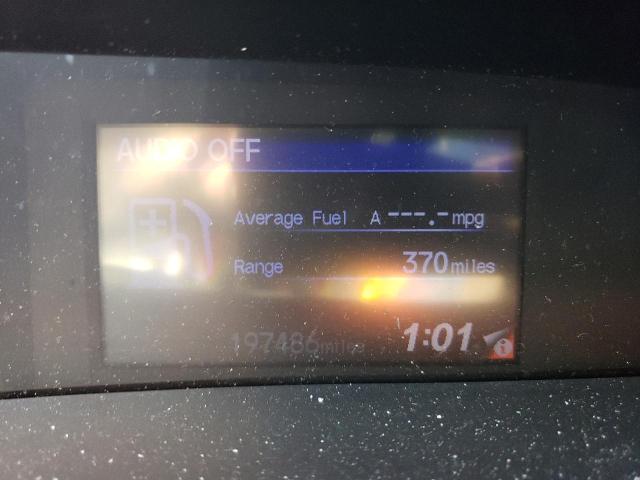 AUDIO OFF
Average Fuel A ---.- mpg
Range 370 miles
197486 miles 1:01